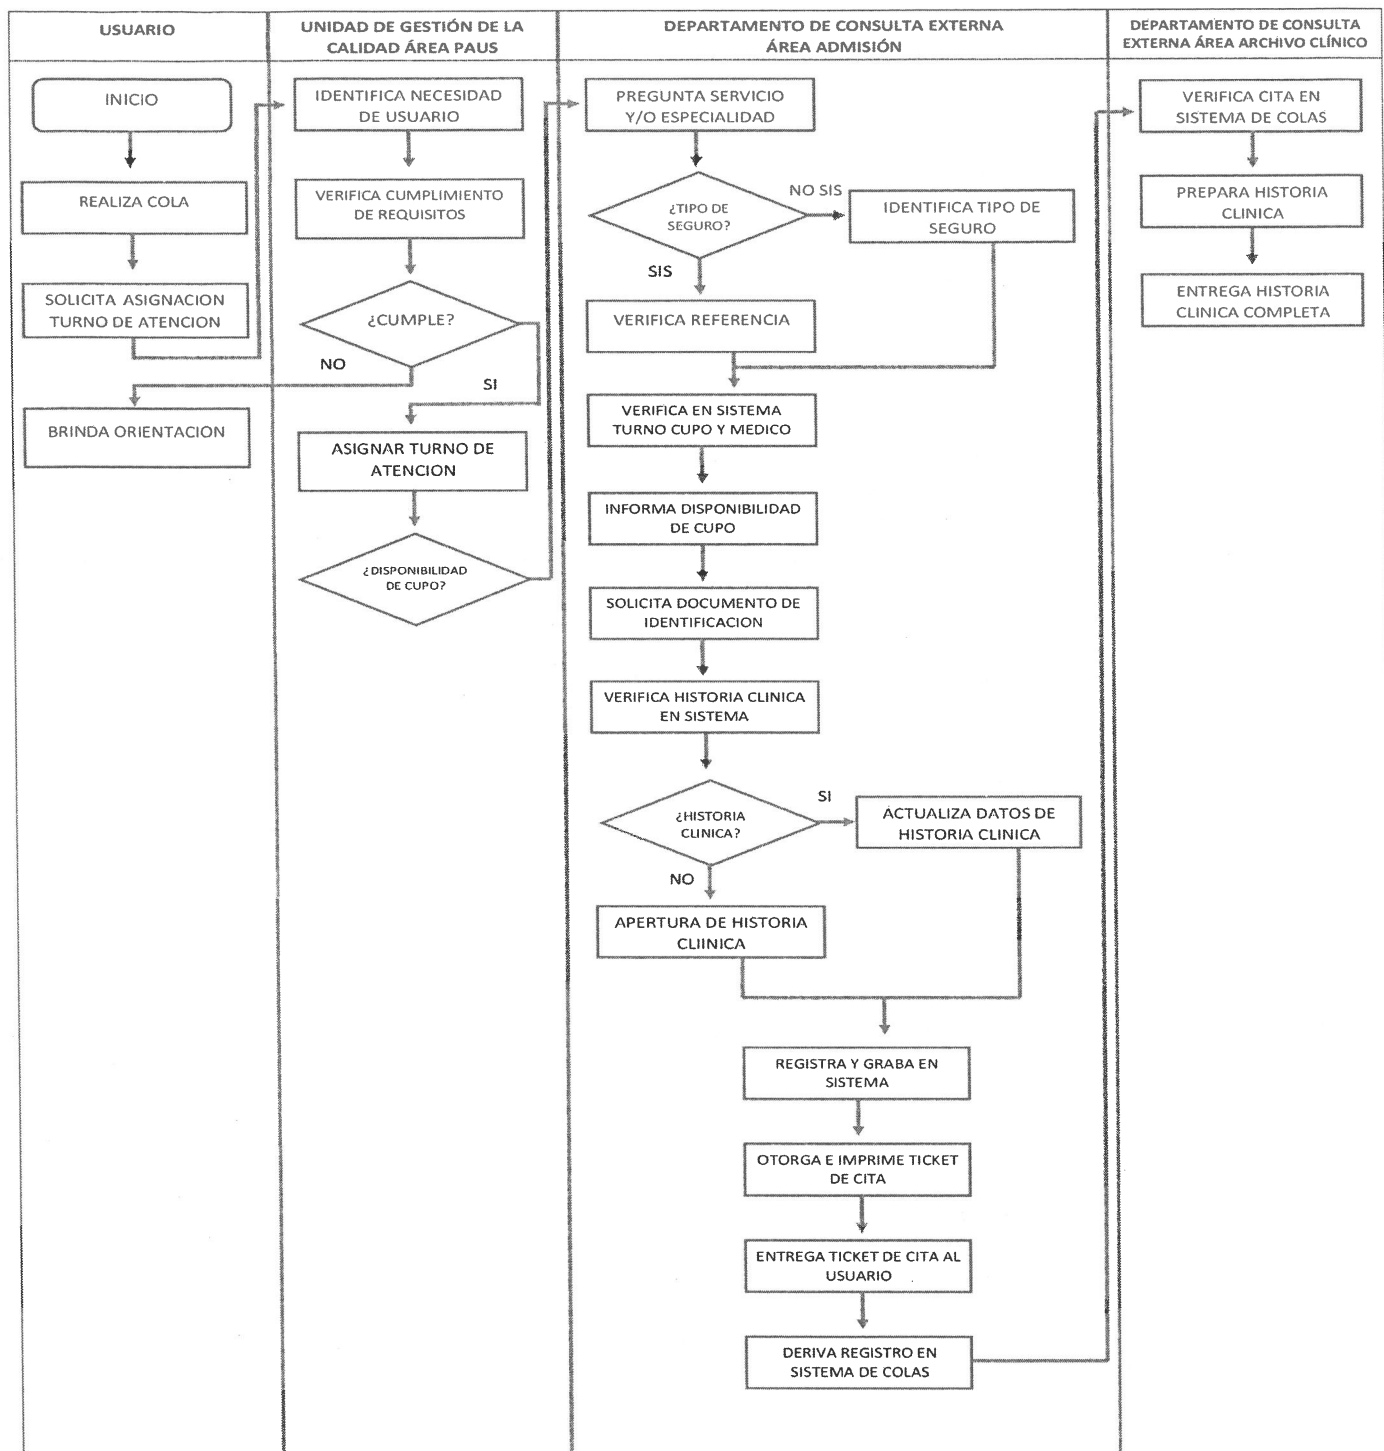 USUARIO
UNIDAD DE GESTIÓN DE LA
CALIDAD ÁREA PAUS
DEPARTAMENTO DE CONSULTA EXTERNA
ÁREA ADMISIÓN
DEPARTAMENTO DE CONSULTA
EXTERNA ÁREA ARCHIVO CLÍNICO
INICIO
REALIZA COLA
SOLICITA ASIGNACION
TURNO DE ATENCION
BRINDA ORIENTACION
IDENTIFICA NECESIDAD
DE USUARIO
VERIFICA CUMPLIMIENTO
DE REQUISITOS
¿CUMPLE?
NO
SI
ASIGNAR TURNO DE
ATENCION
¿DISPONIBILIDAD
DE CUPO?
PREGUNTA SERVICIO
Y/O ESPECIALIDAD
¿TIPO DE
SEGURO?
NO SIS
IDENTIFICA TIPO DE
SEGURO
SIS
VERIFICA REFERENCIA
VERIFICA EN SISTEMA
TURNO CUPO Y MEDICO
INFORMA DISPONIBILIDAD
DE CUPO
SOLICITA DOCUMENTO DE
IDENTIFICACION
VERIFICA HISTORIA CLINICA
EN SISTEMA
¿HISTORIA
CLINICA?
SI
ACTUALIZA DATOS DE
HISTORIA CLINICA
NO
APERTURA DE HISTORIA
CLIINICA
REGISTRA Y GRABA EN
SISTEMA
OTORGA E IMPRIME TICKET
DE CITA
ENTREGA TICKET DE CITA AL
USUARIO
DERIVA REGISTRO EN
SISTEMA DE COLAS
VERIFICA CITA EN
SISTEMA DE COLAS
PREPARA HISTORIA
CLINICA
ENTREGA HISTORIA
CLINICA COMPLETA